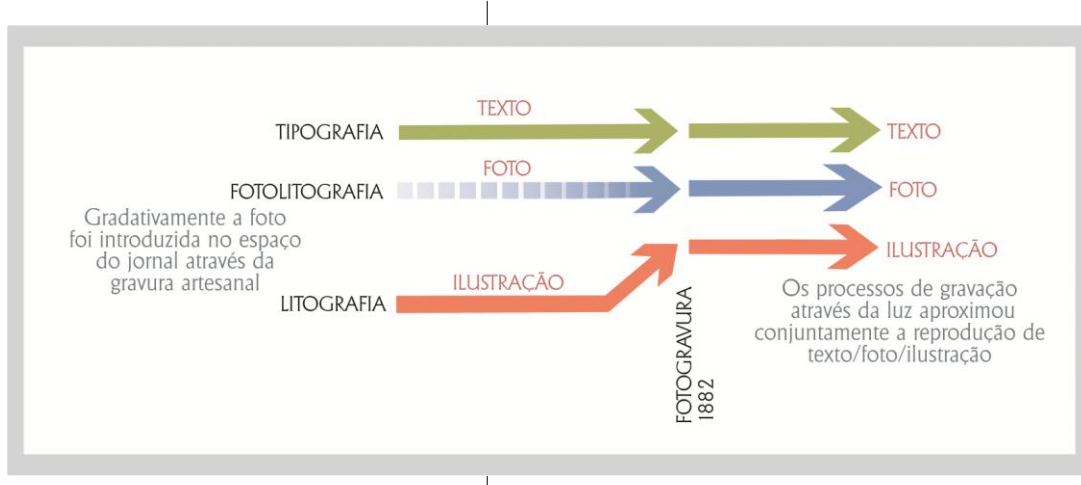 TEXTO
TIPOGRAFIA
TEXTO
FOTO
FOTOLITOGRAFIA
FOTO
Gradativamente a foto
foi introduzida no espaço
do jornal através da
gravura artesanal
ILUSTRAÇÃO
LITOGRAFIA
ILUSTRAÇÃO
Os processos de gravação
através da luz aproximou
conjuntamente a reprodução de
texto/foto/ilustração
FOTOGRAVURA
1882